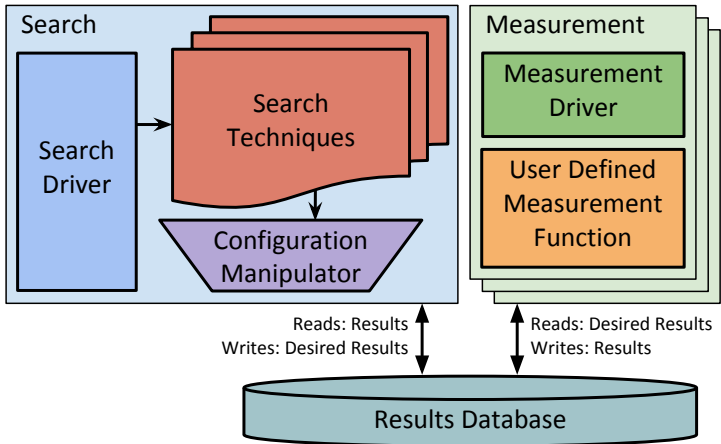 Search
Search
Driver
Search
Techniques
Configuration
Manipulator
Measurement
Measurement
Driver
User Defined
Measurement
Function
Reads: Results
Writes: Desired Results
Reads: Desired Results
Writes: Results
Results Database